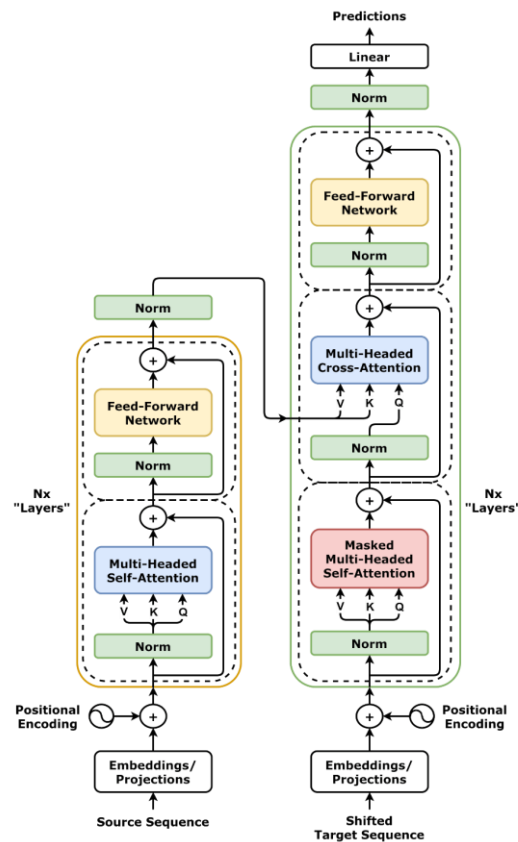 Predictions
Linear
Norm
Feed-Forward
Network
Norm
Multi-Headed
Cross-Attention
V
K
Q
Norm
Masked
Multi-Headed
Self-Attention
V
K
Q
Norm
Nx
"Layers"
Positional
Encoding
Embeddings/
Projections
Shifted
Target Sequence
Norm
Feed-Forward
Network
Norm
Nx
"Layers"
Multi-Headed
Self-Attention
V
K
Q
Norm
Positional
Encoding
Embeddings/
Projections
Source Sequence